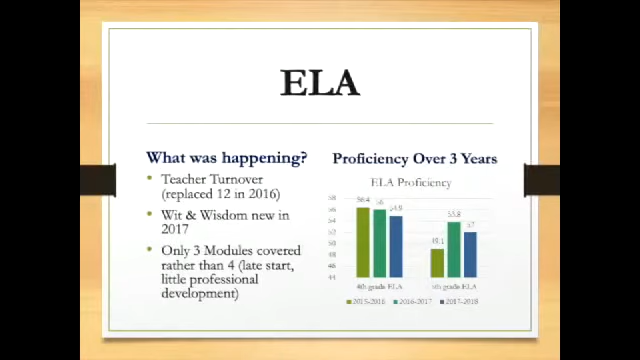 ELA
What was happening?
Teacher Turnover
(replaced 12 in 2016)
Wit & Wisdom new in
2017
Only 3 Modules covered
rather than 4 (late start,
little professional
development)
Proficiency Over 3 Years
ELA Proficiency
58
56
54
52
50
48
46
44
56.4
56
54.9
49.1
53.8
52
4th grade ELA
grade ELA
2015-2016
2016-2017
2017-2018